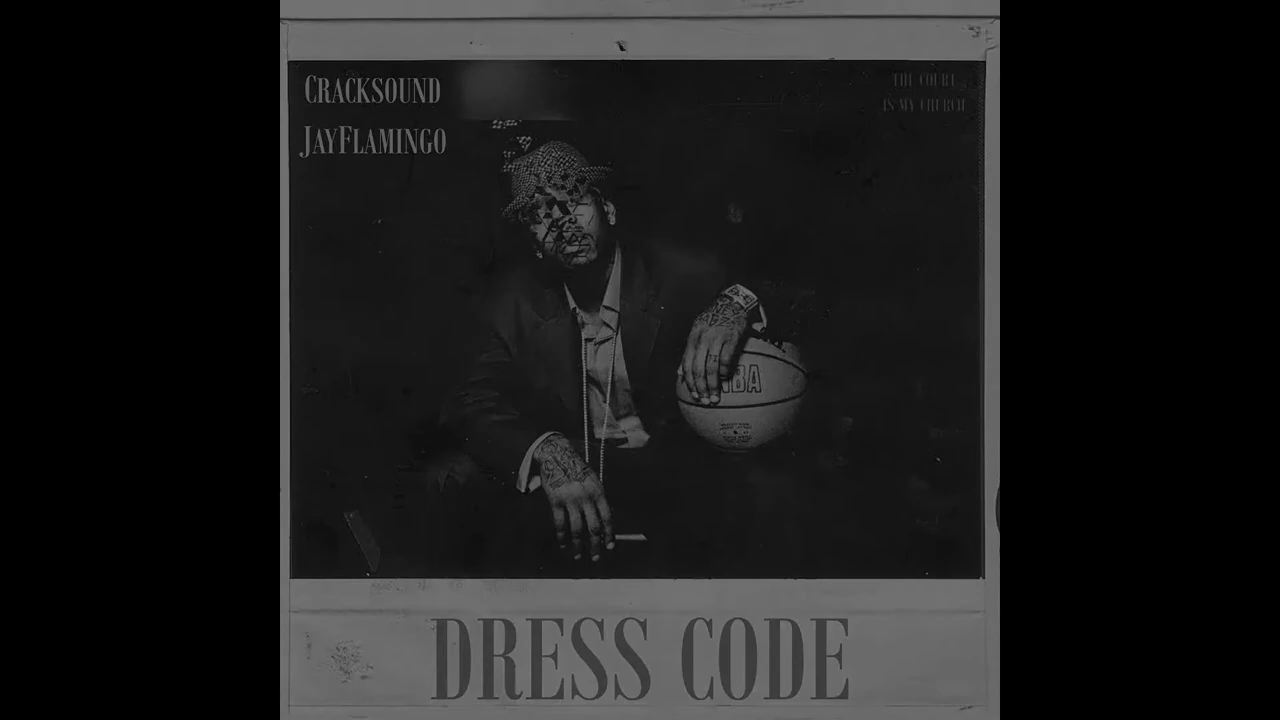 CRACKSOUND
JAYFLAMINGO
THE COURT
IS MY CHURCH
NBA
DRESS CODE